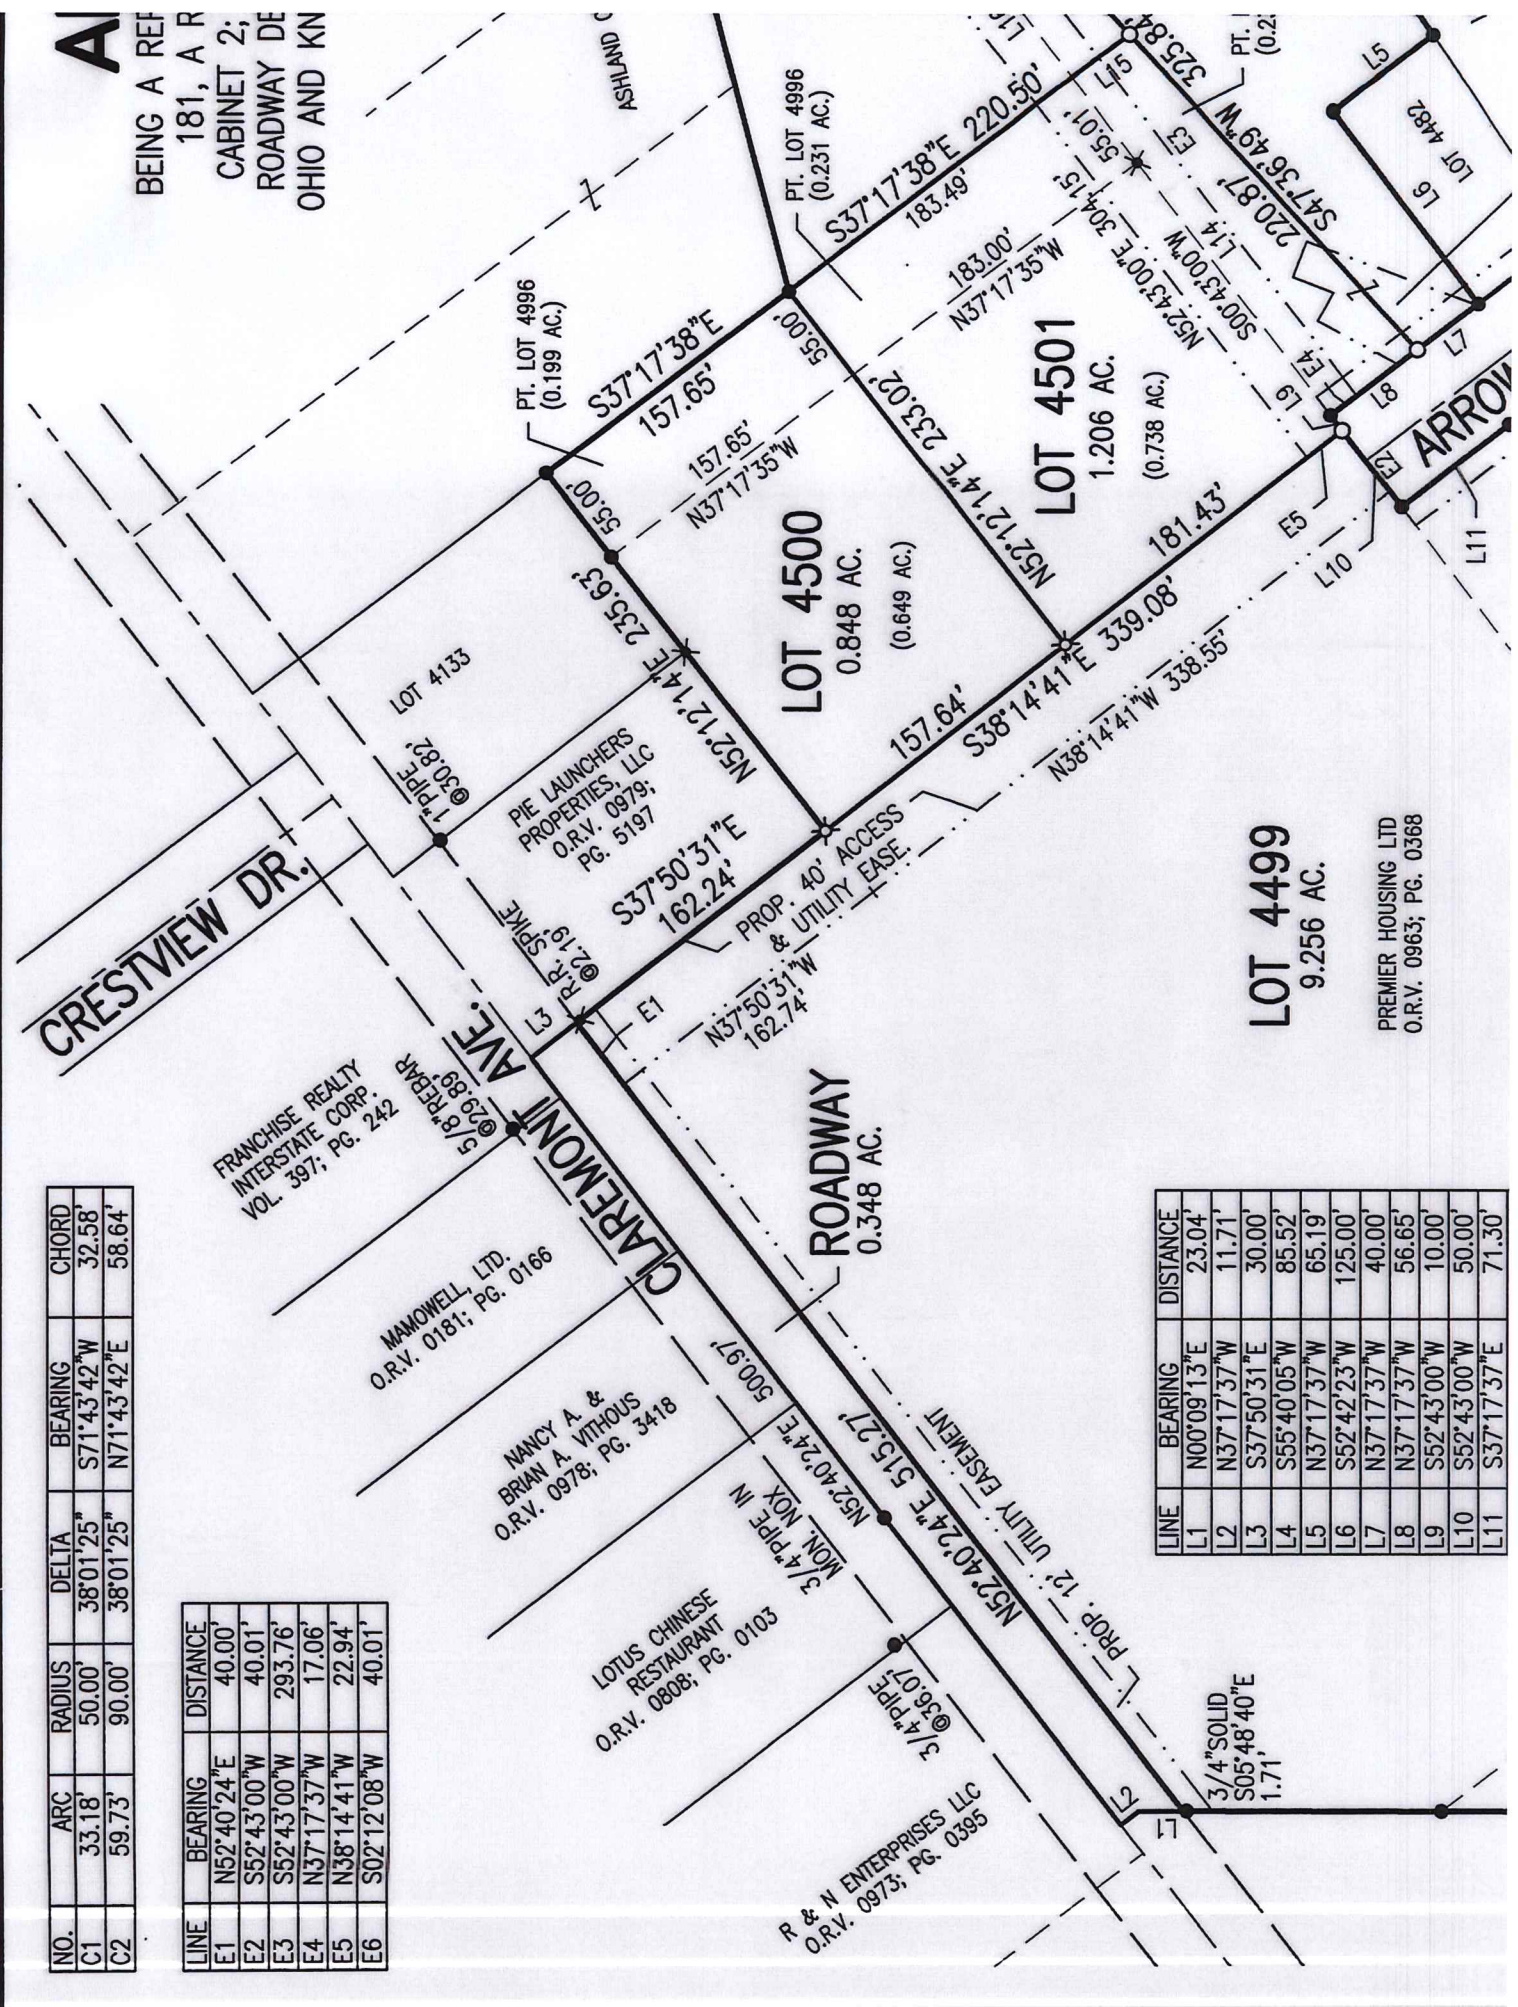 A
BEING A REF
181, A R
CABINET 2;
ROADWAY DE
OHIO AND KN
NO. ARC RADIUS DELTA BEARING CHORD
C1 33.18' 50.00' 38°01'25" S71°43'42"W 32.58'
C2 59.73' 90.00' 38°01'25" N71°43'42"E 58.64'
LINE BEARING DISTANCE
E1 N52°40'24"E 40.00'
E2 S52°43'00"W 40.01'
E3 S52°43'00"W 293.76'
E4 N37°17'37"W 17.06'
E5 N38°14'41"W 22.94'
E6 S02°12'08"W 40.01'
CRESTVIEW DR.
FRANCHISE REALTY
INTERSTATE CORP.
VOL. 397; PG. 242
5/8"REBAR
@29.89'
CLAREMONT AVE.
MAMOWELL, LTD.
O.R.V. 0181; PG. 0166
NANCY A. &
BRIAN A. VITHOUS
O.R.V. 0978; PG. 3418
LOTUS CHINESE
RESTAURANT
O.R.V. 0808; PG. 0103
3/4"PIPE IN
MON. NOX
3/4"PIPE
@36.07'
R & N ENTERPRISES LLC
O.R.V. 0973; PG. 0395
N52°40'24"E 500.97'
N52°40'24"E 515.27'
PROP. 12' UTILITY EASEMENT
L1
L2
3/4"SOLID
S05°48'40"E
1.71'
ROADWAY
0.348 AC.
L3
R.R. SPIKE
@2.19'
E1
S37°50'31"E
162.24'
N37°50'31"W
162.74'
PROP. 40' ACCESS
& UTILITY EASE.
1"PIPE
@30.82'
LOT 4133
PIE LAUNCHERS
PROPERTIES, LLC
O.R.V. 0979;
PG. 5197
N52°12'14"E 235.63'
55.00'
PT. LOT 4996
(0.199 AC.)
S37°17'38"E
157.65'
157.65'
N37°17'35"W
LOT 4500
0.848 AC.
(0.649 AC.)
157.64'
S38°14'41"E 339.08'
N38°14'41"W 338.55'
181.43'
N52°12'14"E 233.02'
55.00'
PT. LOT 4996
(0.231 AC.)
S37°17'38"E 220.50'
183.49'
183.00'
N37°17'35"W
LOT 4501
1.206 AC.
(0.738 AC.)
ASHLAND
L15
55.01'
N52°43'00"E 304.15'
S00°43'00"W
L14
E3
325.84'
S47°36'49"W
220.87'
PT.
L5
L6
LOT 4482
L7
L8
L9
E4
E2
E5
L10
L11
ARROW
LOT 4499
9.256 AC.
PREMIER HOUSING LTD
O.R.V. 0963; PG. 0368
LINE BEARING DISTANCE
L1 N00°09'13"E 23.04'
L2 N37°17'37"W 11.71'
L3 S37°50'31"E 30.00'
L4 S55°40'05"W 85.52'
L5 N37°17'37"W 65.19'
L6 S52°42'23"W 125.00'
L7 N37°17'37"W 40.00'
L8 N37°17'37"W 56.65'
L9 S52°43'00"W 10.00'
L10 S52°43'00"W 50.00'
L11 S37°17'37"E 71.30'